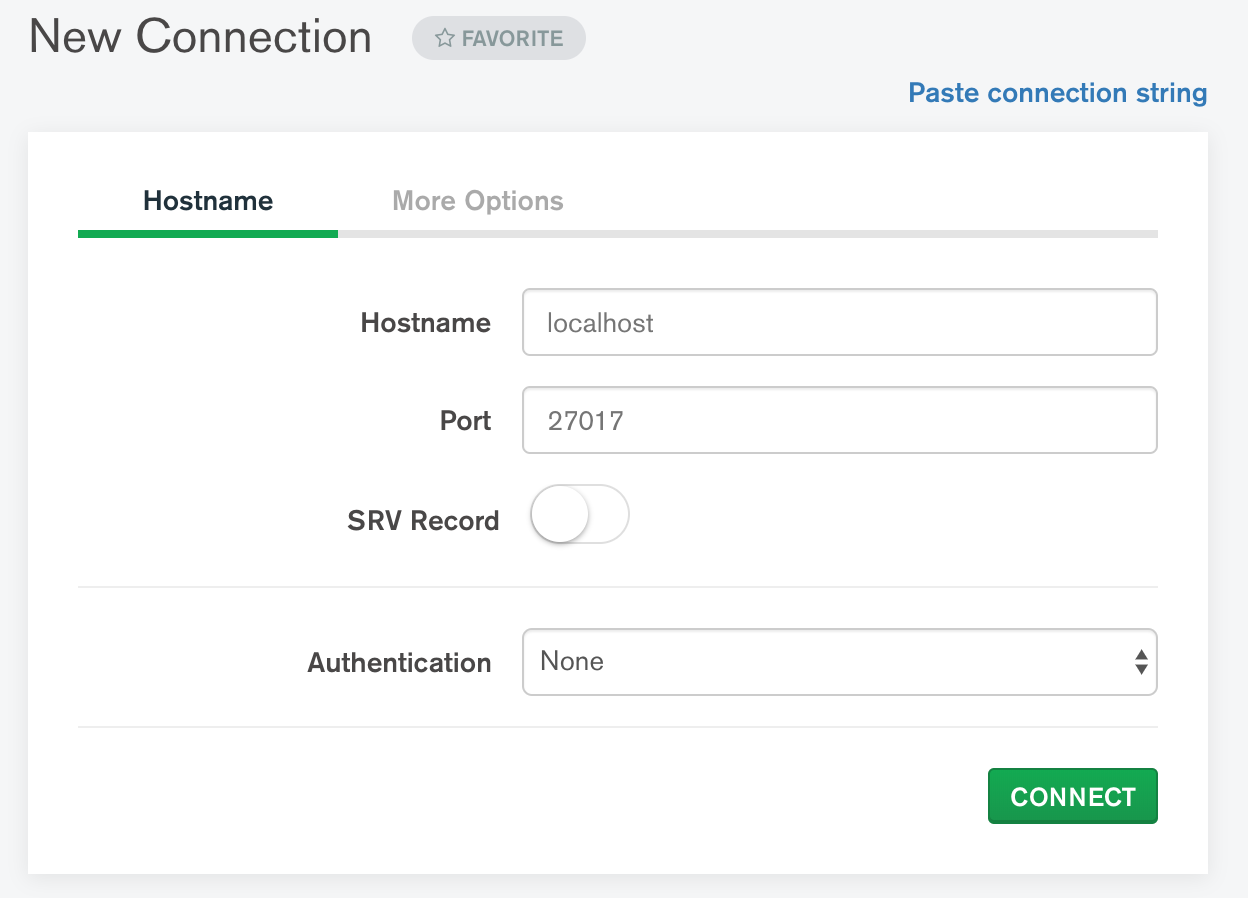 New Connection
FAVORITE
Paste connection string
Hostname
More Options
Hostname
localhost
Port
27017
SRV Record
Authentication
None
CONNECT